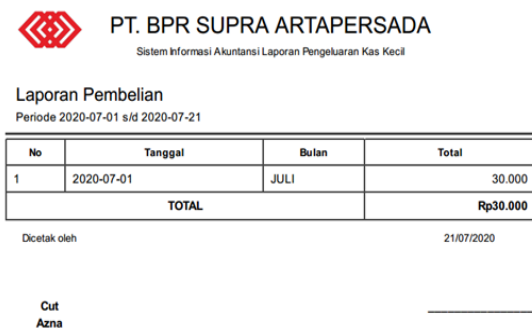 PT. BPR SUPRA ARTAPERSADA
Sistem Informasi Akuntansi Laporan Pengeluaran Kas Kecil
Laporan Pembelian
Periode 2020-07-01 s/d 2020-07-21
No Tanggal Bulan Total
1 2020-07-01 JULI 30.000
TOTAL Rp30.000
Dicetak oleh 21/07/2020
Cut
Azna